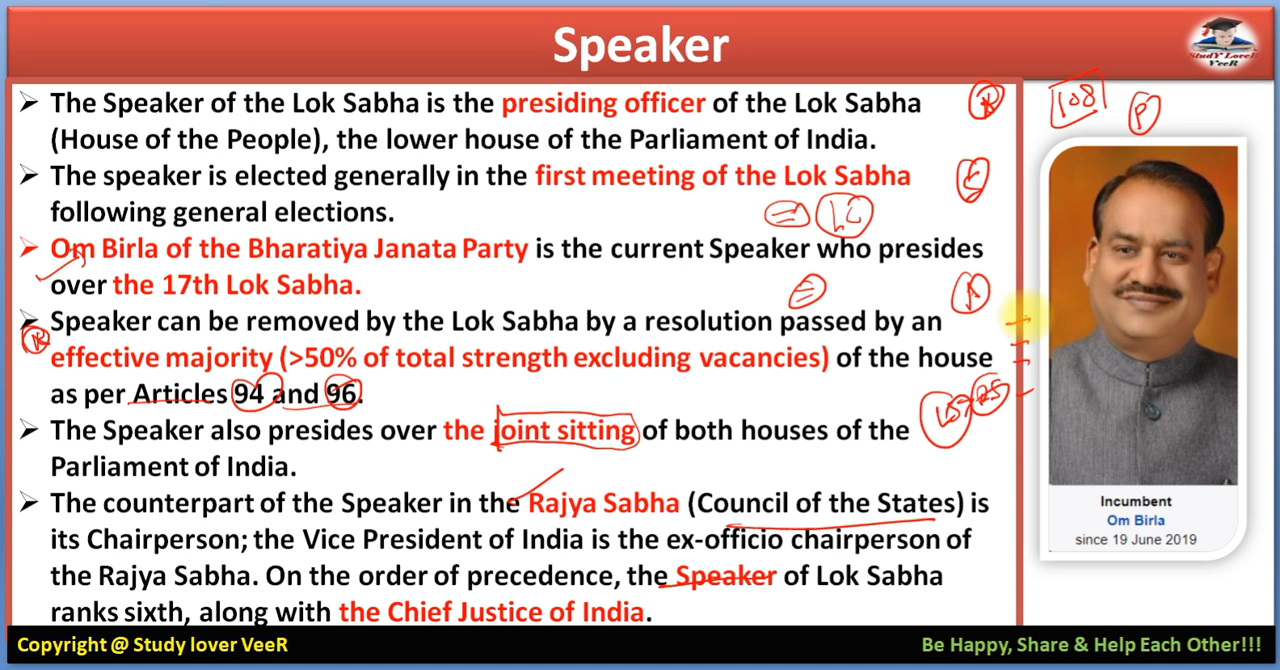 Speaker
StudY LoveR
VeeR
➢ The Speaker of the Lok Sabha is the presiding officer of the Lok Sabha
(House of the People), the lower house of the Parliament of India.
➢ The speaker is elected generally in the first meeting of the Lok Sabha
following general elections.
➢ Om Birla of the Bharatiya Janata Party is the current Speaker who presides
over the 17th Lok Sabha.
➢ Speaker can be removed by the Lok Sabha by a resolution passed by an
effective majority (>50% of total strength excluding vacancies) of the house
as per Articles 94 and 96.
➢ The Speaker also presides over the joint sitting of both houses of the
Parliament of India.
➢ The counterpart of the Speaker in the Rajya Sabha (Council of the States) is
its Chairperson; the Vice President of India is the ex-officio chairperson of
the Rajya Sabha. On the order of precedence, the Speaker of Lok Sabha
ranks sixth, along with the Chief Justice of India.
108
P
Incumbent
Om Birla
since 19 June 2019
Copyright @ Study lover VeeR
Be Happy, Share & Help Each Other!!!